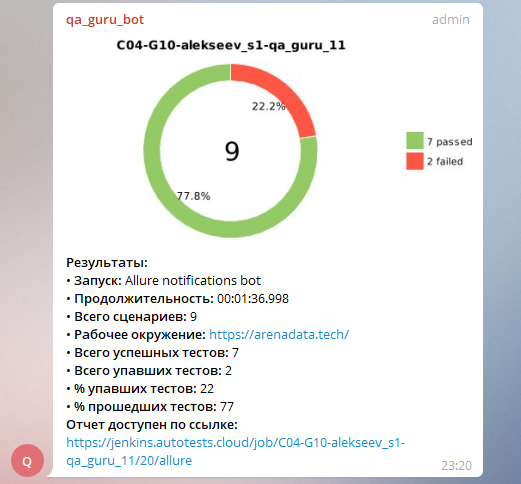 qa_guru_bot admin
C04-G10-alekseev_s1-qa_guru_11
22.2%
9
7 passed
2 failed
77.8%
Результаты:
• Запуск: Allure notifications bot
• Продолжительность: 00:01:36.998
• Всего сценариев: 9
• Рабочее окружение: https://arenadata.tech/
• Всего успешных тестов: 7
• Всего упавших тестов: 2
• % упавших тестов: 22
• % прошедших тестов: 77
Отчет доступен по ссылке:
https://jenkins.autotests.cloud/job/C04-G10-alekseev_s1-
qa_guru_11/20/allure
Q
23:20